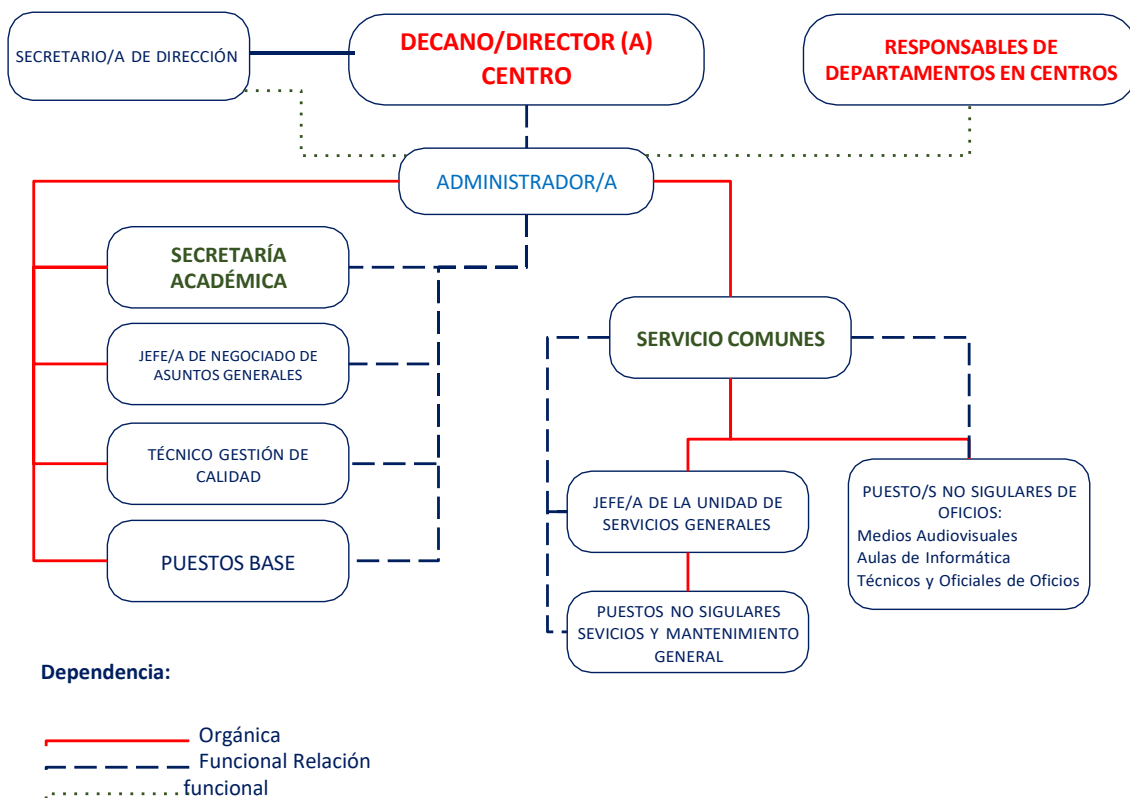 SECRETARIO/A DE DIRECCIÓN
DECANO/DIRECTOR (A)
CENTRO
RESPONSABLES DE
DEPARTAMENTOS EN CENTROS
ADMINISTRADOR/A
SECRETARÍA
ACADÉMICA
JEFE/A DE NEGOCIADO DE
ASUNTOS GENERALES
TÉCNICO GESTIÓN DE
CALIDAD
PUESTOS BASE
SERVICIO COMUNES
JEFE/A DE LA UNIDAD DE
SERVICIOS GENERALES
PUESTOS NO SIGULARES
SEVICIOS Y MANTENIMIENTO
GENERAL
PUESTO/S NO SIGULARES DE
OFICIOS:
Medios Audiovisuales
Aulas de Informática
Técnicos y Oficiales de Oficios
Dependencia:
Orgánica
Funcional Relación
funcional